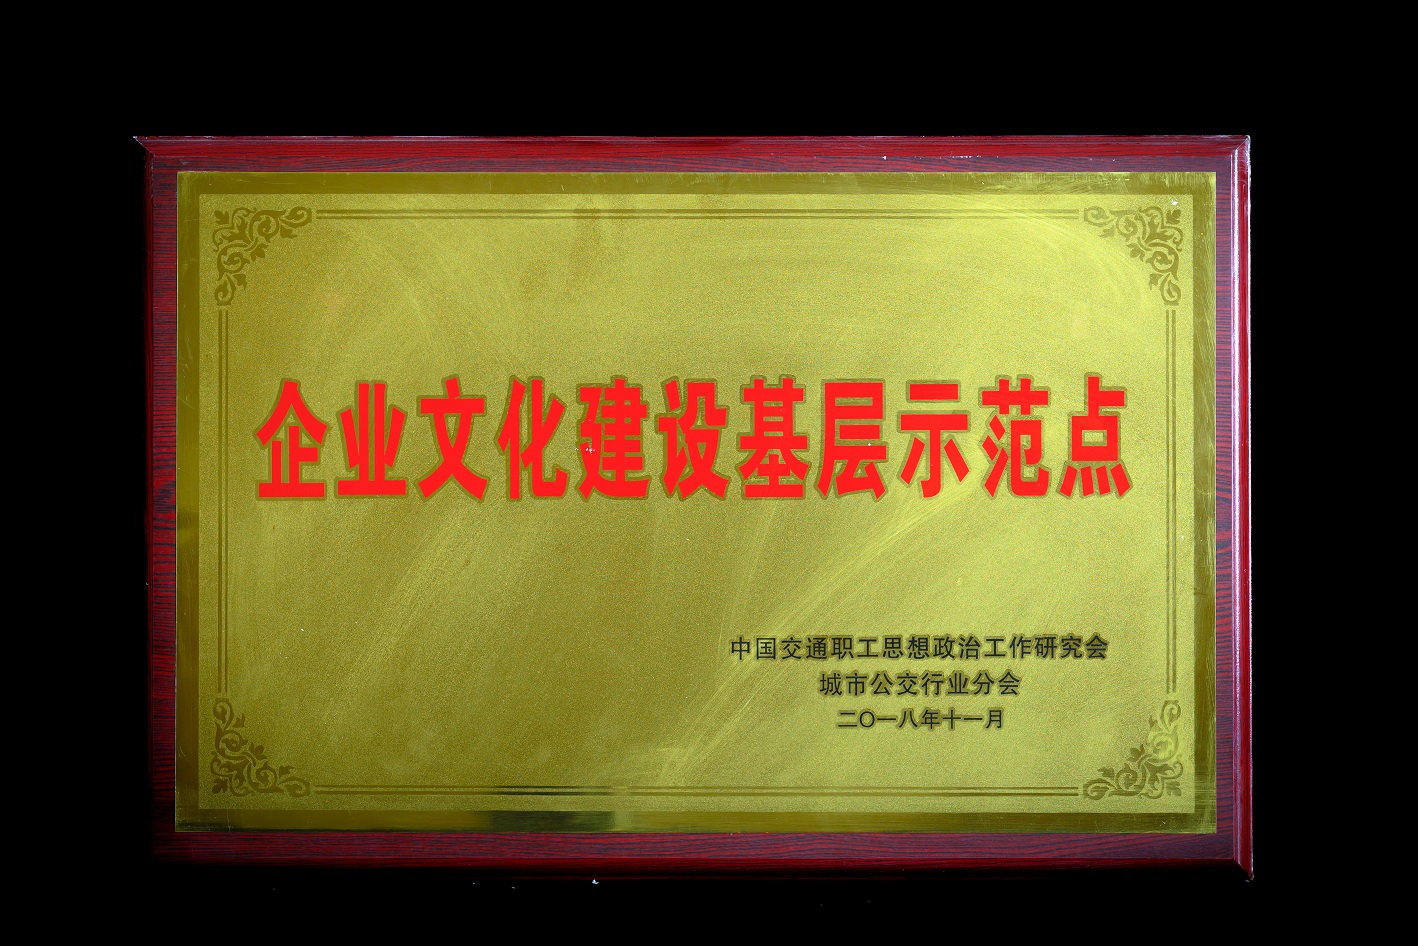 企业文化建设基层示范点
中国交通职工思想政治工作研究会
城市公交行业分会
二〇一八年十一月